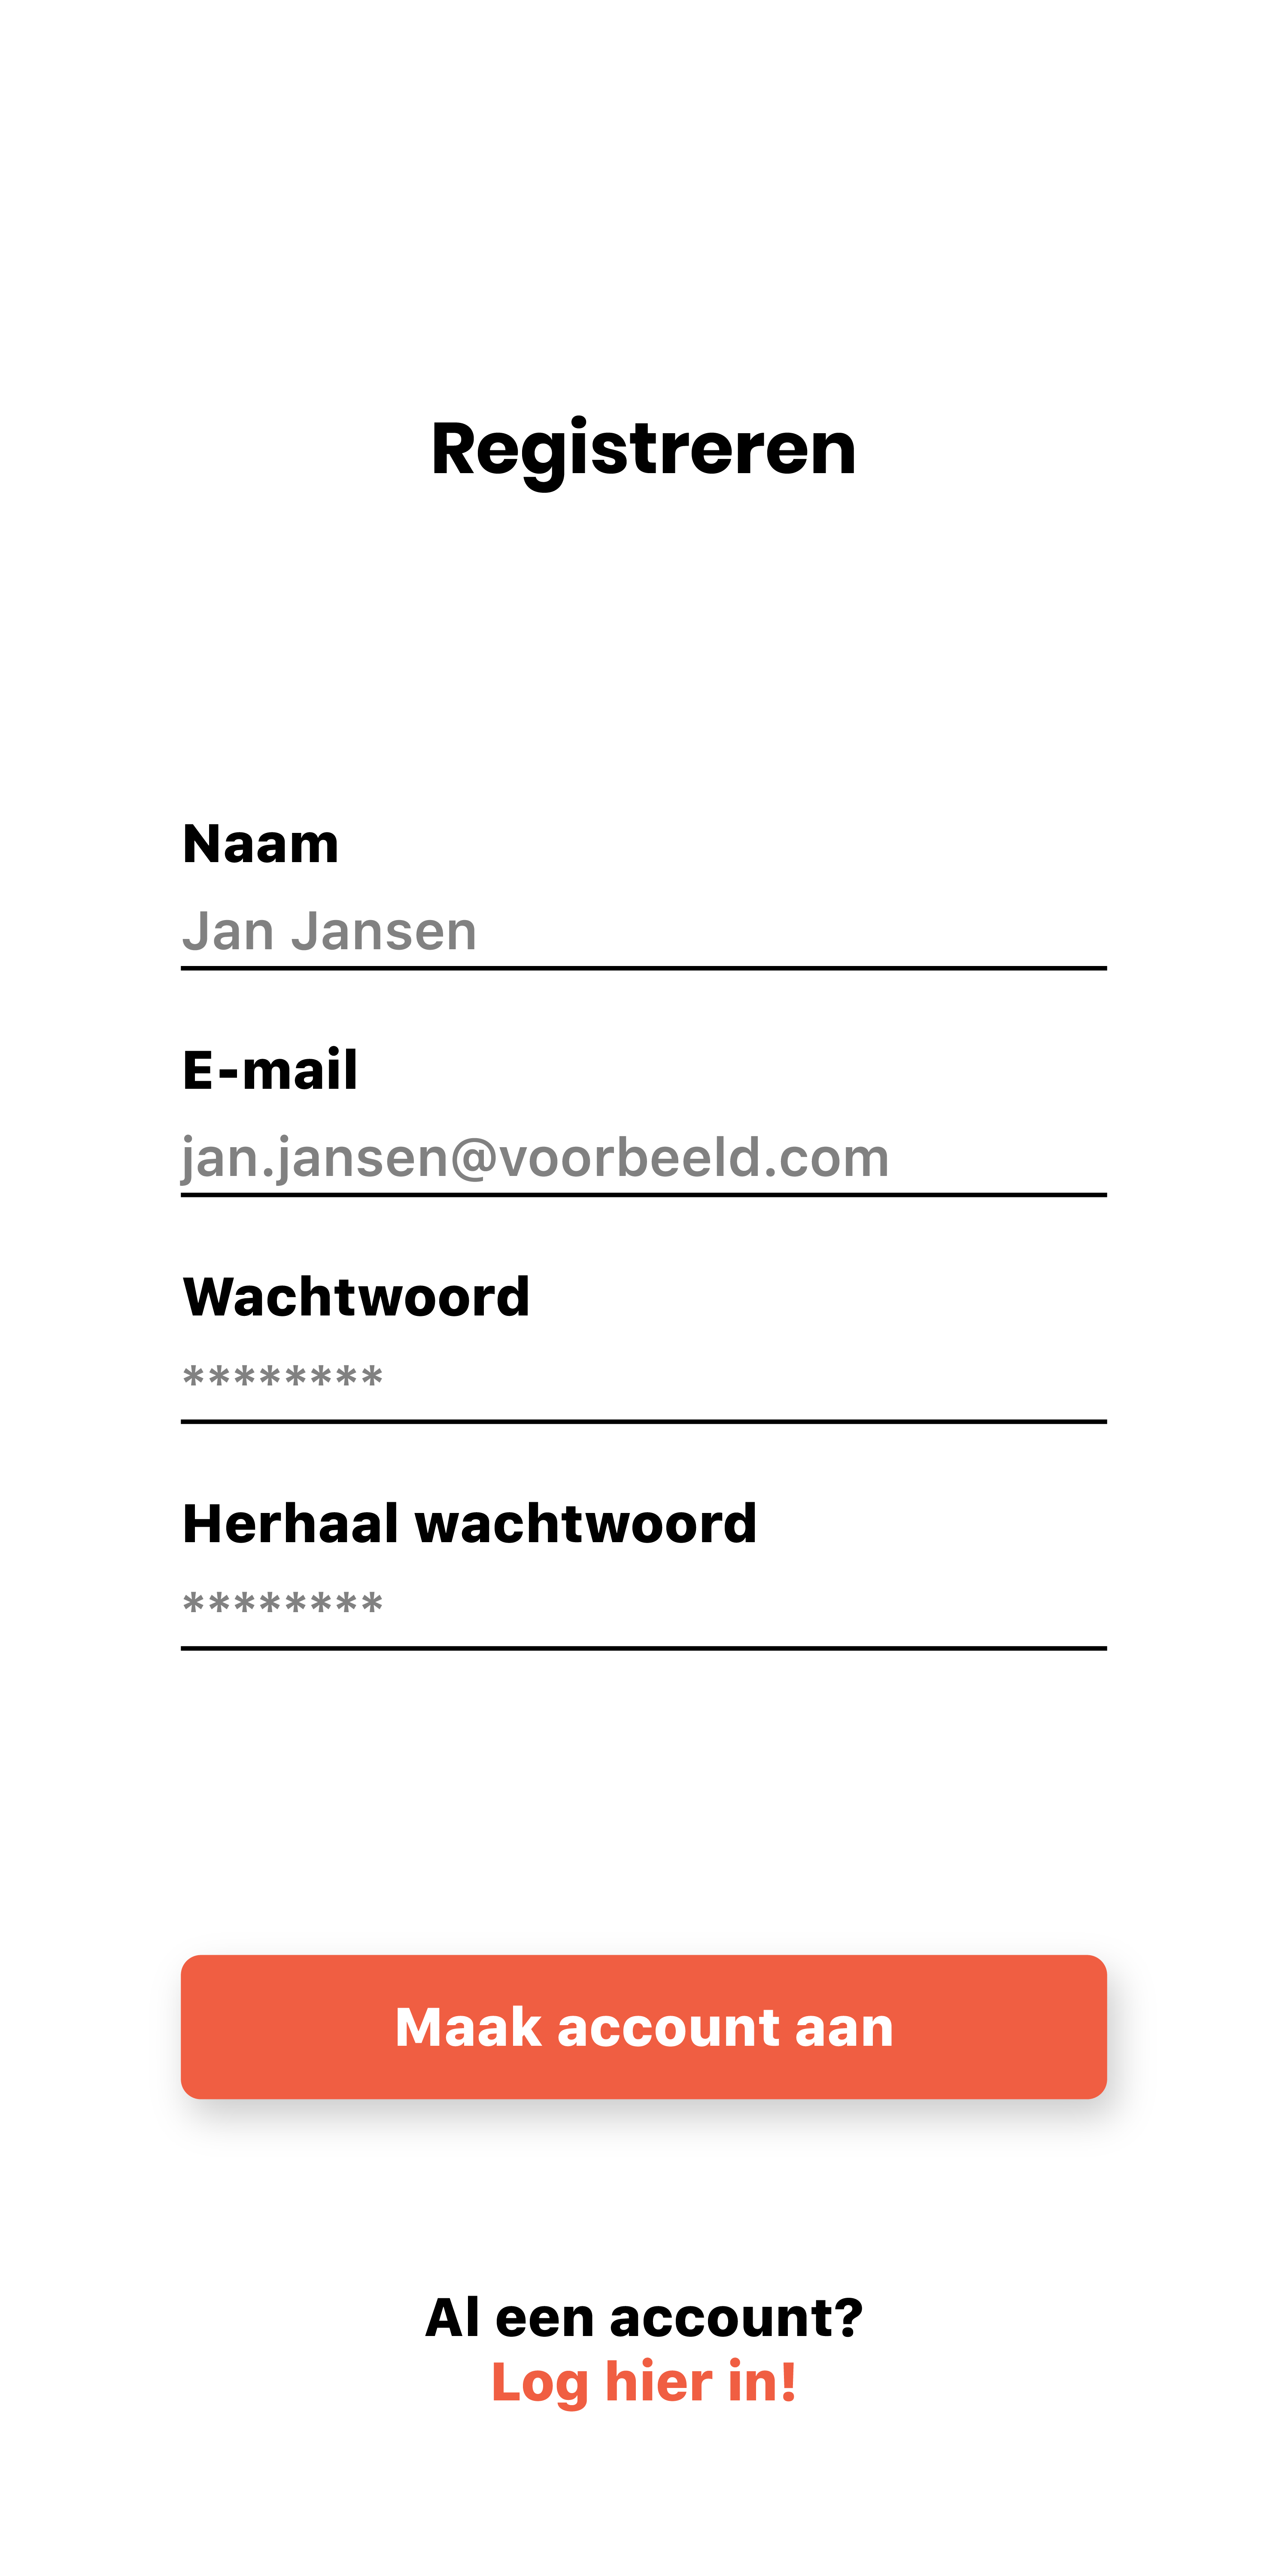 Registreren
Naam
Jan Jansen
E-mail
jan.jansen@voorbeeld.com
Wachtwoord
********
Herhaal wachtwoord
********
Maak account aan
Al een account?
Log hier in!